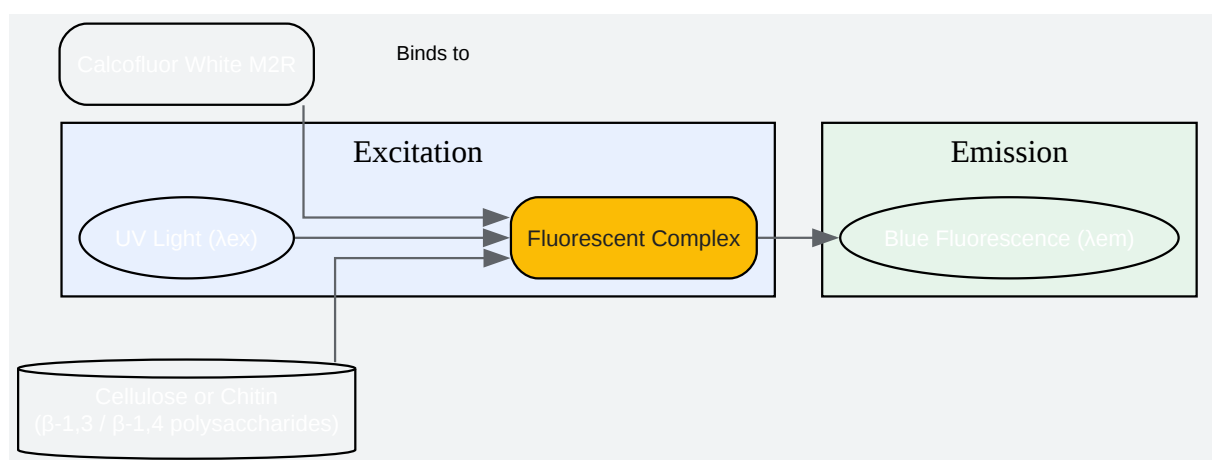 Calcofluor White M2R
Binds to
Excitation
Emission
UV Light (λex)
Fluorescent Complex
Blue Fluorescence (λem)
Cellulose or Chitin
(β-1,3 / β-1,4 polysaccharides)